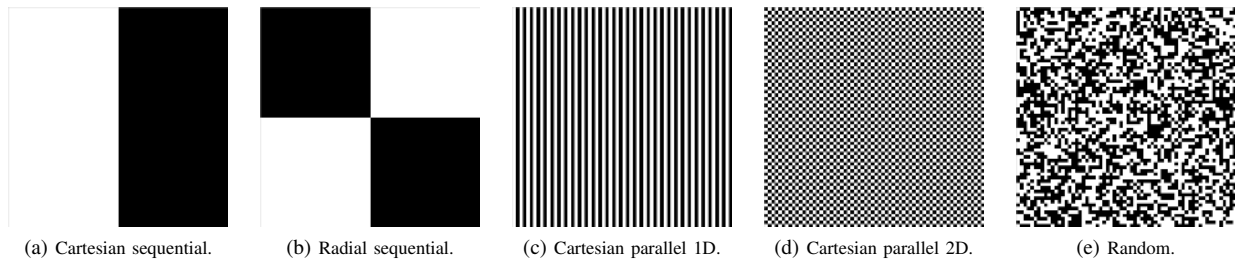 (a) Cartesian sequential.
(b) Radial sequential.
(c) Cartesian parallel 1D.
(d) Cartesian parallel 2D.
(e) Random.